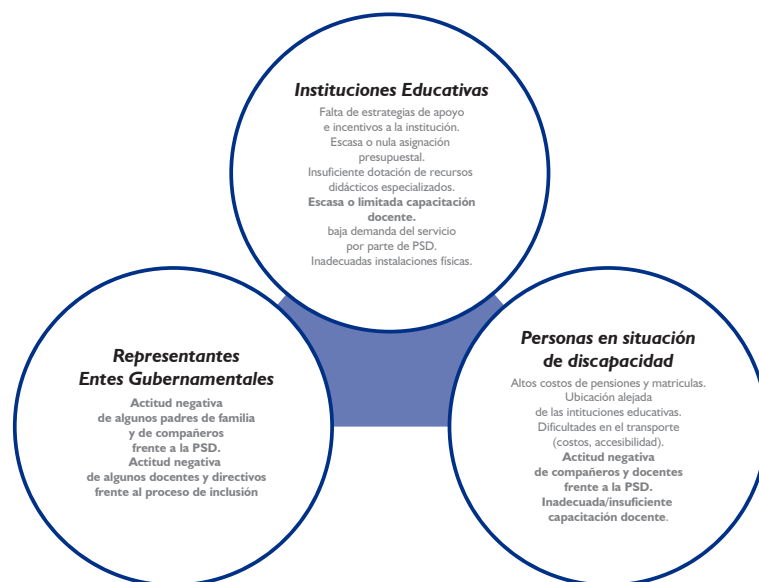 Instituciones Educativas
Falta de estrategias de apoyo
e incentivos a la institución.
Escasa o nula asignación
presupuestal.
Insuficiente dotación de recursos
didácticos especializados.
Escasa o limitada capacitación
docente.
baja demanda del servicio
por parte de PSD.
Inadecuadas instalaciones físicas.
Representantes
Entes Gubernamentales
Actitud negativa
de algunos padres de familia
y de compañeros
frente a la PSD.
Actitud negativa
de algunos docentes y directivos
frente al proceso de inclusión
Personas en situación
de discapacidad
Altos costos de pensiones y matriculas.
Ubicación alejada
de las intituciones educativas.
Dificultades en el transporte
(costos, accesibilidad).
Actitud negativa
de compañeros y docentes
frente a la PSD.
Inadecuada/insuficiente
capacitación docente.